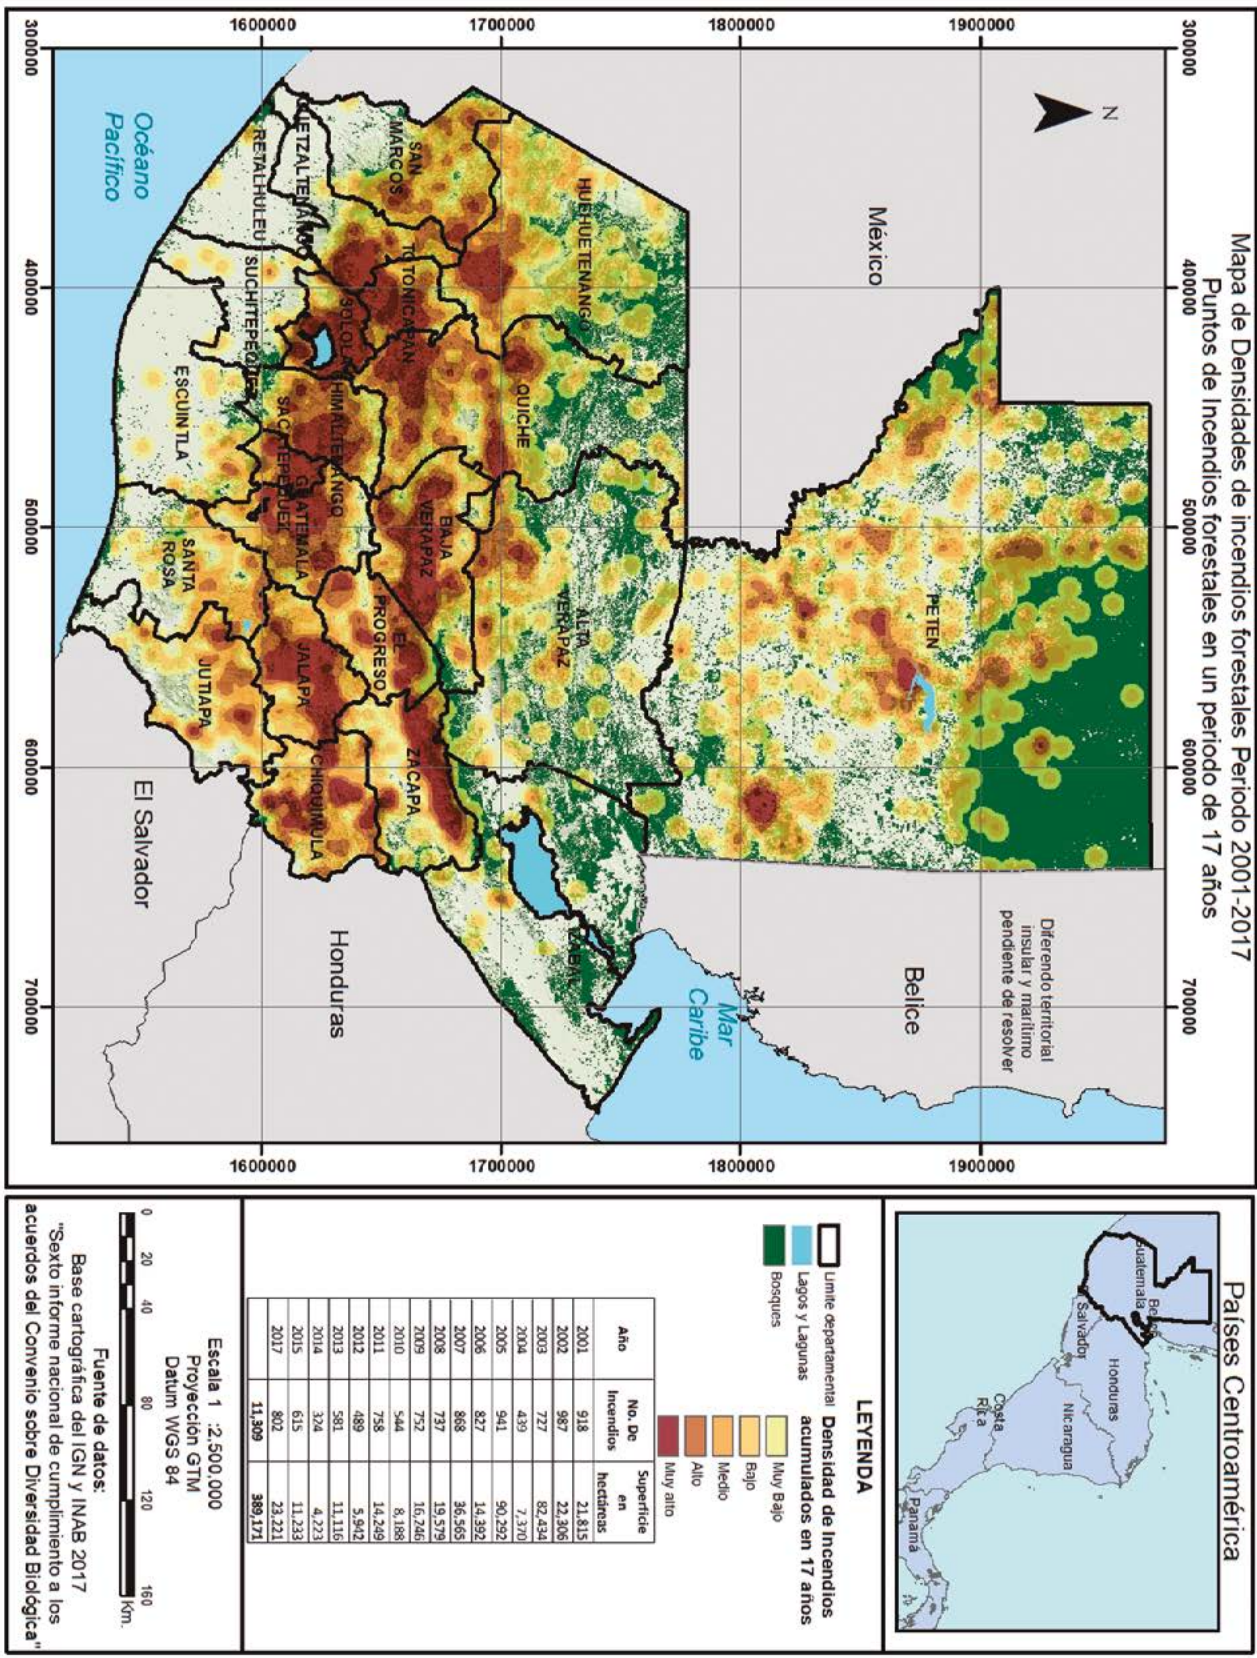 Mapa de Densidades de incendios forestales Periodo 2001-2017
Puntos de Incendios forestales en un periodo de 17 años
300000
400000
500000
600000
700000
1900000
1800000
1700000
1600000
1900000
1800000
1700000
1600000
3000000
400000
500000
6000000
700000
N
México
Belice
Diferendo territorial
insular y marítimo
pendiente de resolver
Mar
Caribe
Honduras
El Salvador
Océano
Pacífico
PETEN
HUEHUETENANGO
QUICHE
ALTA
VERAPAZ
IZABAL
SAN
MARCOS
TOTONICAPAN
BAJA
VERAPAZ
ZACAPA
EL
PROGRESO
QUETZALTENANGO
SOLOLA
CHIMALTENANGO
GUATEMALA
JALAPA
CHIQUIMULA
RETALHULEU
SUCHITEPEQUEZ
SACATEPEQUEZ
ESCUINTLA
SANTA
ROSA
JUTIAPA
Países Centroamérica
Guatemala
Honduras
El Salvador
Nicaragua
Costa
Rica
Panamá
LEYENDA
Límite departamental
Lagos y Lagunas
Bosques
Densidad de Incendios
acumulados en 17 años
Muy Bajo
Bajo
Medio
Alto
Muy alto
Año No. De Incendios Superficie en hectáreas
2001 918 21,815
2002 987 22,306
2003 727 82,434
2004 439 7,370
2005 941 90,292
2006 827 14,392
2007 868 36,565
2008 737 19,579
2009 752 16,746
2010 544 8,188
2011 758 14,249
2012 489 5,942
2013 581 11,116
2014 324 4,223
2015 615 11,233
2017 802 23,221
11,309 389,171
Escala 1 :2,500,000
Proyección GTM
Datum WGS 84
0 20 40 80 120 160
Km.
Fuente de datos:
Base cartográfica del IGN y INAB 2017
"Sexto informe nacional de cumplimiento a los
acuerdos del Convenio sobre Diversidad Biológica"